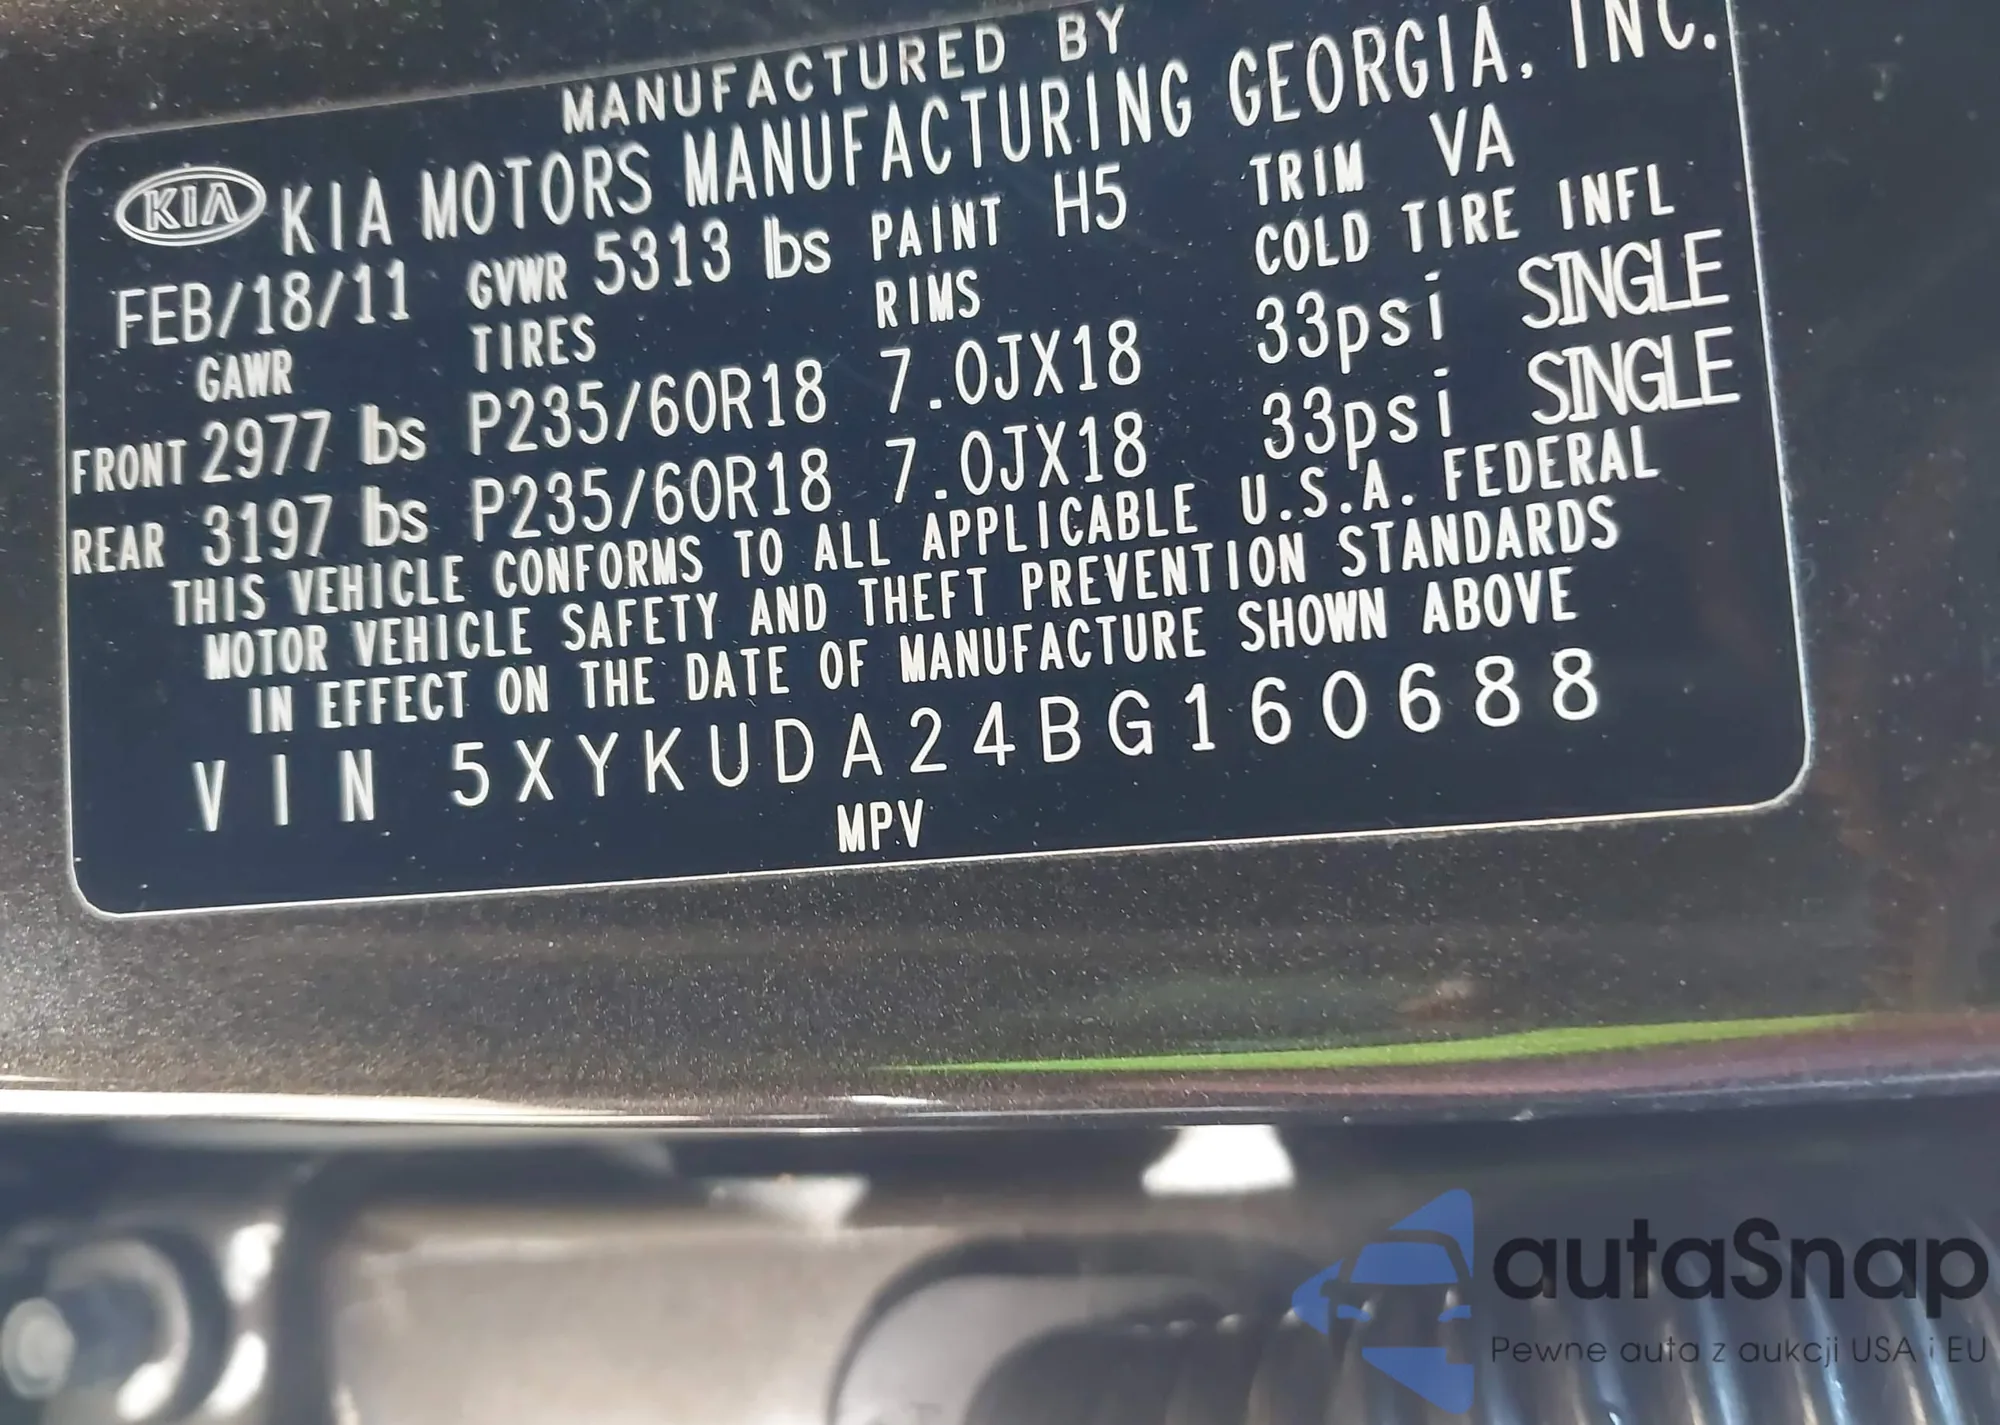 MANUFACTURED BY
KIA KIA MOTORS MANUFACTURING GEORGIA, INC.
FEB/18/11 GVWR 5313 lbs PAINT H5 TRIM VA
GAWR TIRES RIMS COLD TIRE INFL
FRONT 2977 lbs P235/60R18 7.0JX18 33psi SINGLE
REAR 3197 lbs P235/60R18 7.0JX18 33psi SINGLE
THIS VEHICLE CONFORMS TO ALL APPLICABLE U.S.A. FEDERAL
MOTOR VEHICLE SAFETY AND THEFT PREVENTION STANDARDS
IN EFFECT ON THE DATE OF MANUFACTURE SHOWN ABOVE
VIN 5XYKUDA24BG160688
MPV
autaSnap
Pewne auta z aukcji USA i EU